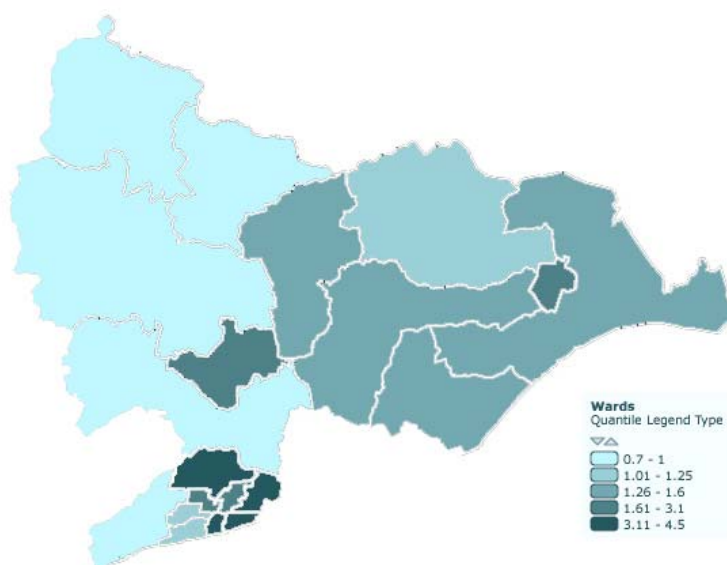 Wards
Quantile Legend Type
0.7 - 1
1.01 - 1.25
1.26 - 1.6
1.61 - 3.1
3.11 - 4.5